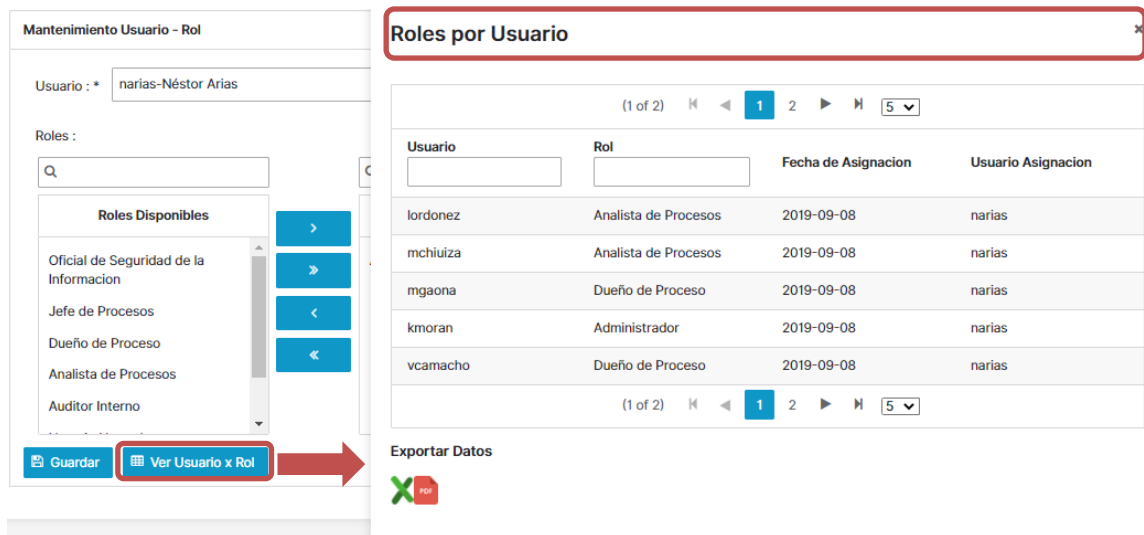 Mantenimiento Usuario - Rol
Usuario : *
narias-Néstor Arias
Roles :
Roles Disponibles
Oficial de Seguridad de la
Informacion
Jefe de Procesos
Dueño de Proceso
Analista de Procesos
Auditor Interno
Guardar
Ver Usuario x Rol
Roles por Usuario
(1 of 2) 1 2 5
Usuario Rol Fecha de Asignacion Usuario Asignacion
lordonez Analista de Procesos 2019-09-08 narias
mchiuiza Analista de Procesos 2019-09-08 narias
mgaona Dueño de Proceso 2019-09-08 narias
kmoran Administrador 2019-09-08 narias
vcamacho Dueño de Proceso 2019-09-08 narias
(1 of 2) 1 2 5
Exportar Datos
PDF